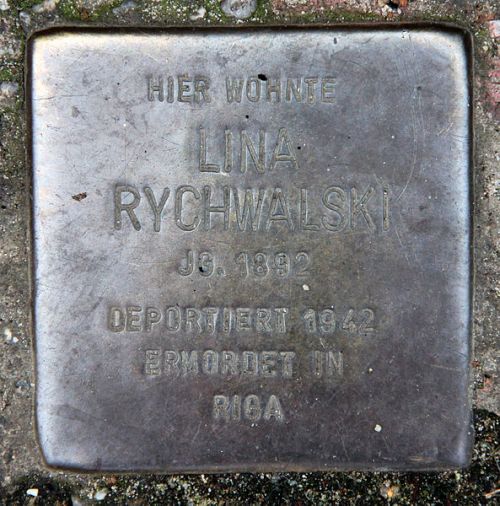 HIER WOHNTE
LINA
RYCHWALSKI
JG. 1892
DEPORTIERT 1942
ERMORDET IN
RIGA